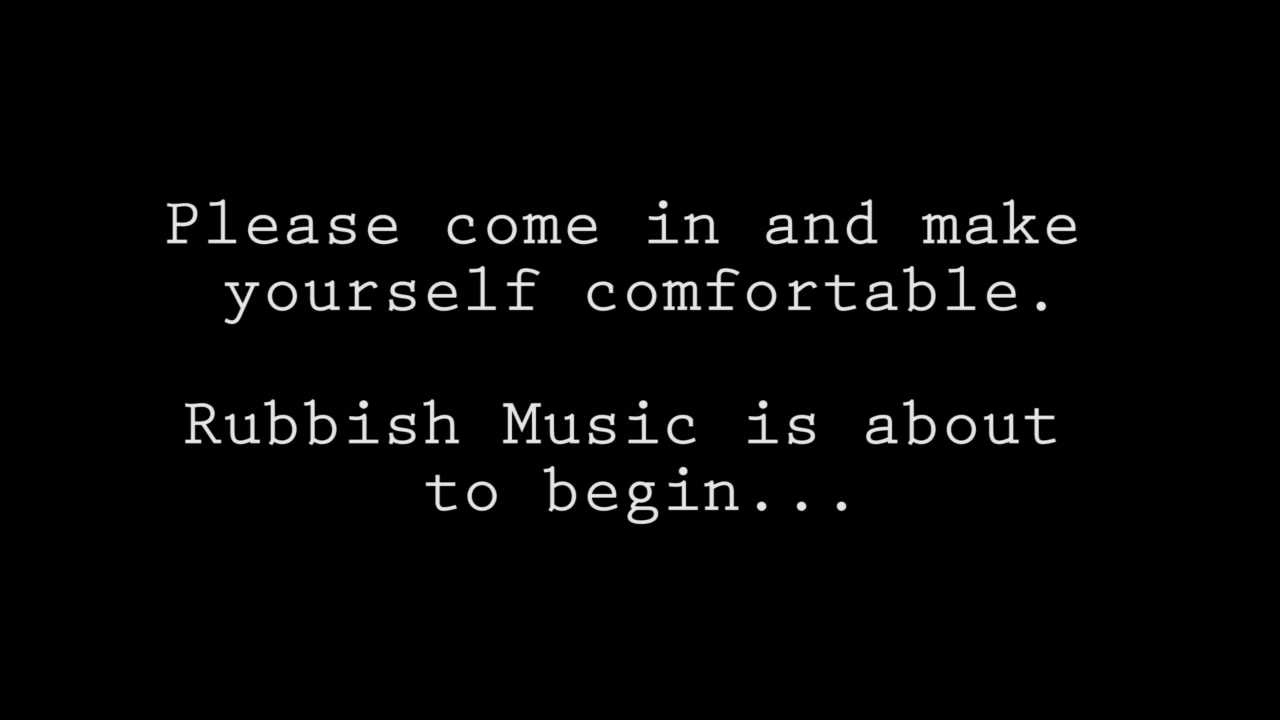 Please come in and make
yourself comfortable.
Rubbish Music is about
to begin...